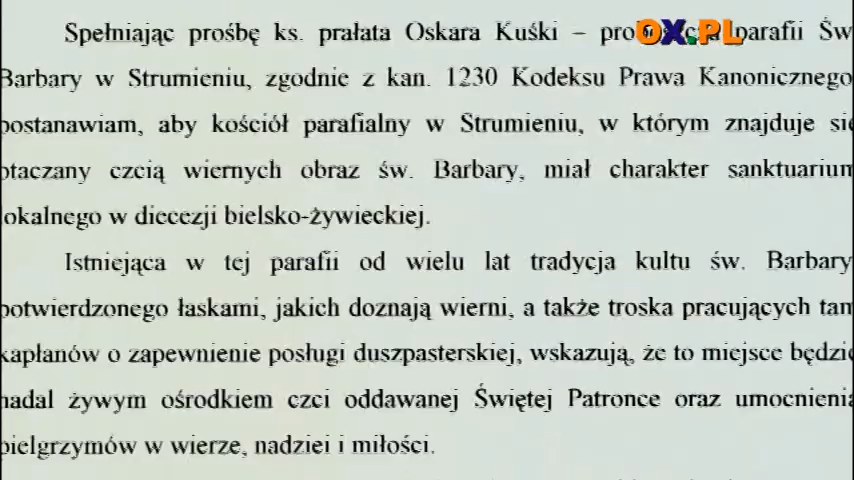 Spełniając prośbę ks. prałata Oskara Kuśki – parafii Św
OX.PL
Barbary w Strumieniu, zgodnie z kan. 1230 Kodeksu Prawa Kanonicznego
postanawiam, aby kościół parafialny w Strumieniu, w którym znajduje się
otaczany czcią wiernych obraz św. Barbary, miał charakter sanktuarium
lokalnego w diecezji bielsko-żywieckiej.
Istniejąca w tej parafii od wielu lat tradycja kultu św. Barbary
potwierdzonego łaskami, jakich doznają wierni, a także troska pracujących tam
kapłanów o zapewnienie posługi duszpasterskiej, wskazują, że to miejsce będzie
nadal żywym ośrodkiem czci oddawanej Świętej Patronce oraz umocnienia
pielgrzymów w wierze, nadziei i miłości.